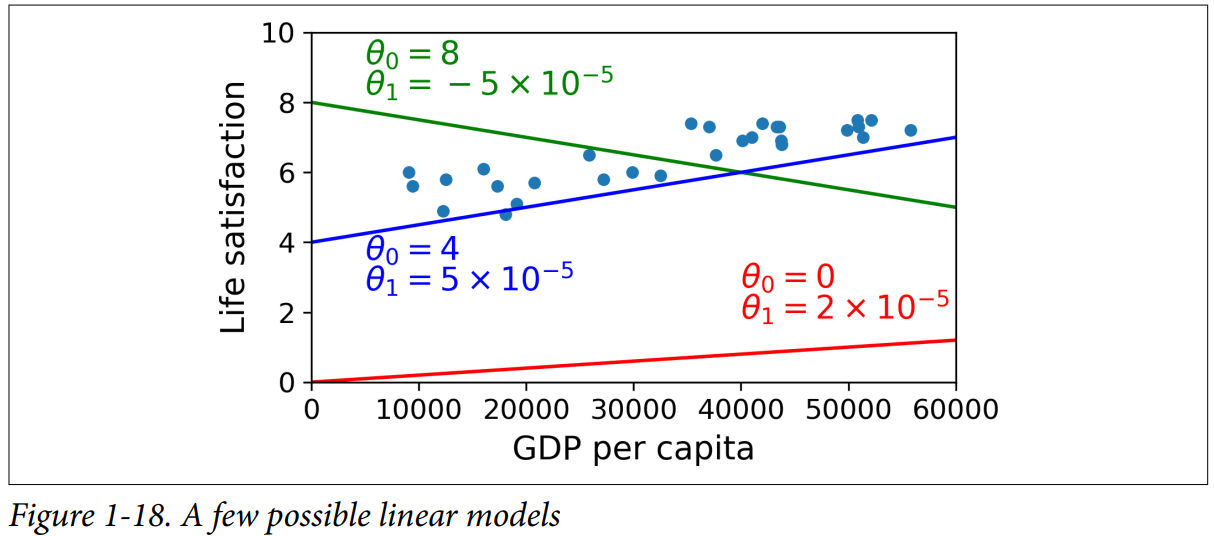 10
θ₀ = 8
θ₁ = − 5 × 10⁻⁵
8
6
4
θ₀ = 4
θ₁ = 5 × 10⁻⁵
θ₀ = 0
θ₁ = 2 × 10⁻⁵
2
0
Life satisfaction
0 10000 20000 30000 40000 50000 60000
GDP per capita
Figure 1-18. A few possible linear models